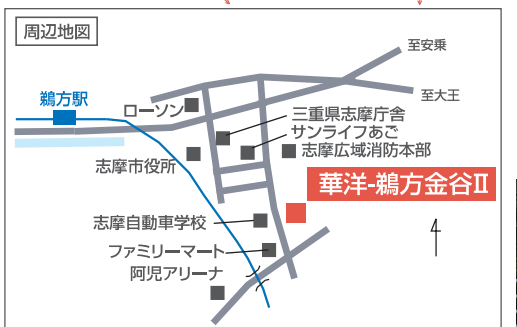 周辺地図
至安乗
至大王
鵜方駅
ローソン
三重県志摩庁舎
サンライフあご
志摩広域消防本部
志摩市役所
華洋-鵜方金谷Ⅱ
志摩自動車学校
ファミリーマート
阿児アリーナ
4